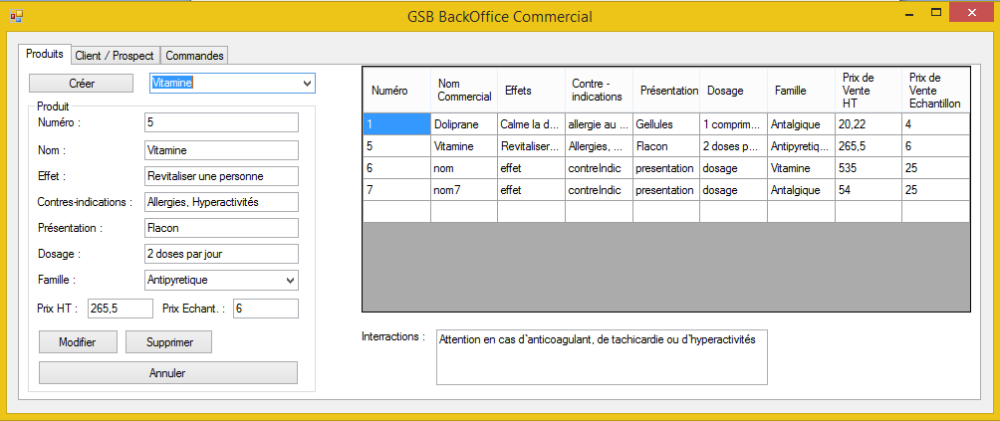 GSB BackOffice Commercial
Produits Client / Prospect Commandes
Créer Vitamine
Produit
Numéro : 5
Nom : Vitamine
Effet : Revitaliser une personne
Contres-indications : Allergies, Hyperactivités
Présentation : Flacon
Dosage : 2 doses par jour
Famille : Antipyretique
Prix HT : 265,5 Prix Echant. : 6
Modifier Supprimer
Annuler
Numéro Nom Commercial Effets Contre - indications Présentation Dosage Famille Prix de Vente HT Prix de Vente Echantillon
1 Doliprane Calme la d... allergie au ... Gellules 1 comprim... Antalgique 20,22 4
5 Vitamine Revitaliser... Allergies, ... Flacon 2 doses p... Antipyretiq... 265,5 6
6 nom effet contreIndic presentation dosage Vitamine 535 25
7 nom7 effet contreIndic presentation dosage Antalgique 54 25
Interractions : Attention en cas d`anticoagulant, de tachicardie ou d`hyperactivités